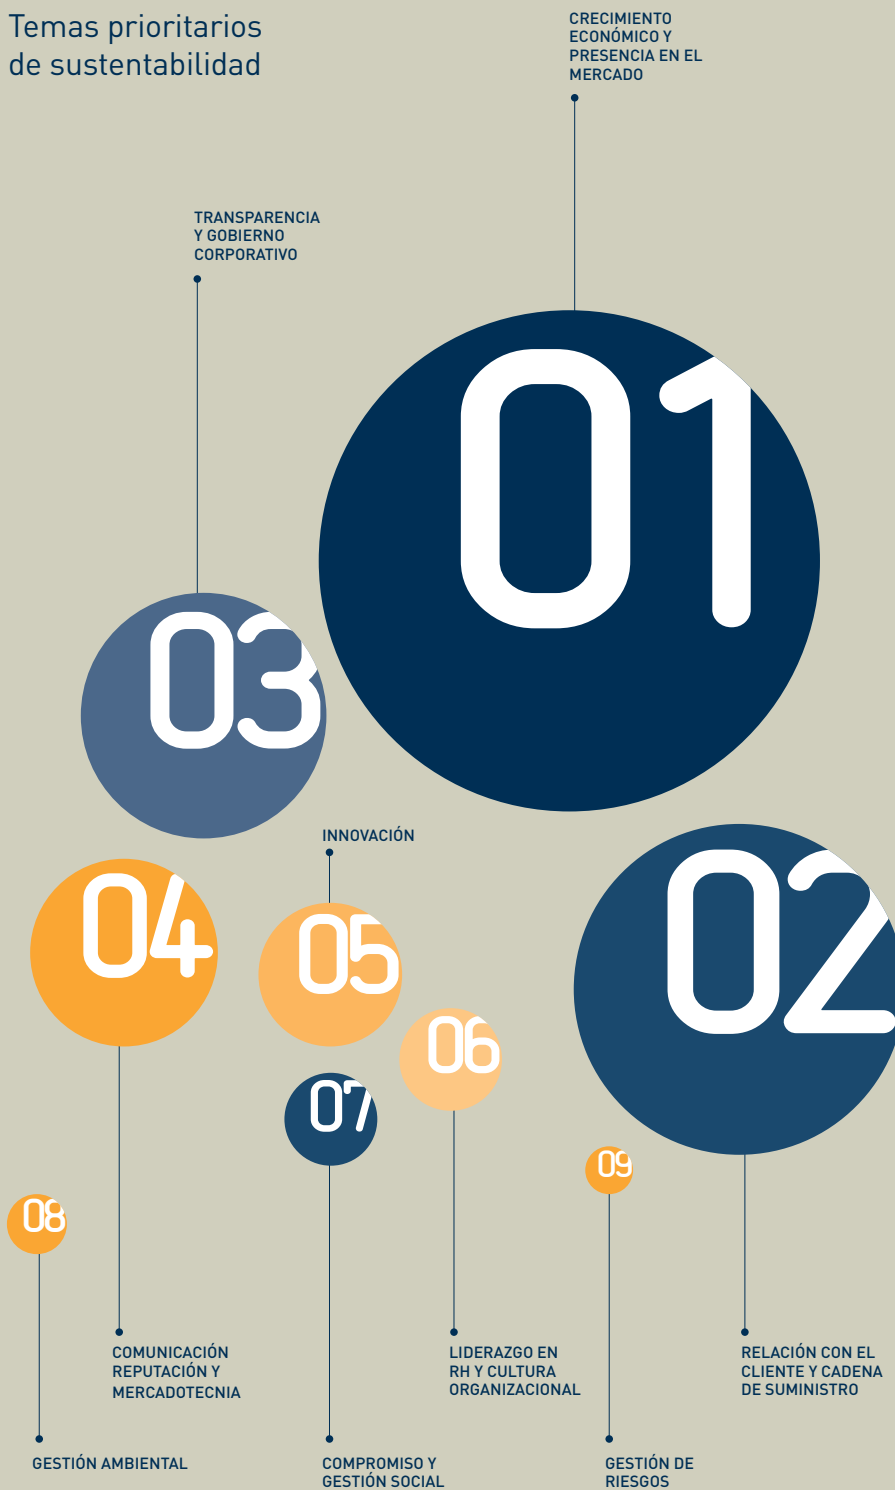 Temas prioritarios
de sustentabilidad
CRECIMIENTO
ECONÓMICO Y
PRESENCIA EN EL
MERCADO
TRANSPARENCIA
Y GOBIERNO
CORPORATIVO
01
03
INNOVACIÓN
02
04
05
06
07
09
08
COMUNICACIÓN
REPUTACIÓN Y
MERCADOTECNIA
LIDERAZGO EN
RH Y CULTURA
ORGANIZACIONAL
RELACIÓN CON EL
CLIENTE Y CADENA
DE SUMINISTRO
GESTIÓN AMBIENTAL
COMPROMISO Y
GESTIÓN SOCIAL
GESTIÓN DE
RIESGOS